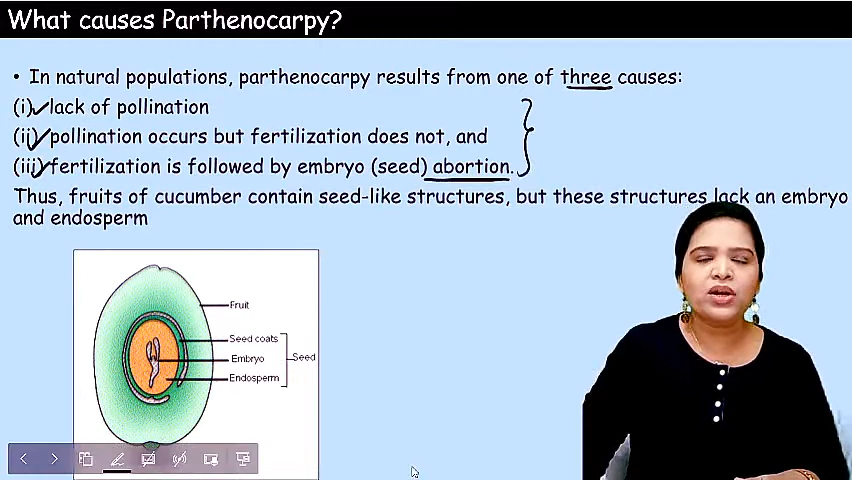 What causes Parthenocarpy?
• In natural populations, parthenocarpy results from one of three causes:
(i) lack of pollination
(ii) pollination occurs but fertilization does not, and
(iii) fertilization is followed by embryo (seed) abortion.
Thus, fruits of cucumber contain seed-like structures, but these structures lack an embryo
and endosperm
Fruit
Seed coats
Embryo
Seed
Endosperm